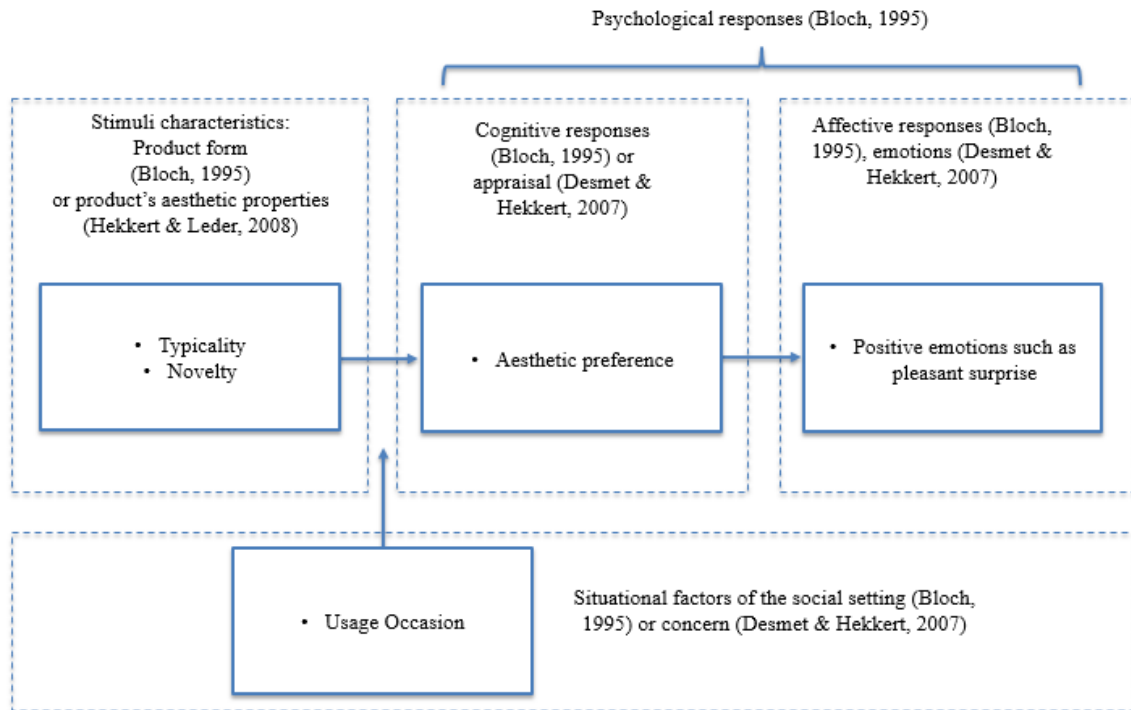 Psychological responses (Bloch, 1995)
Stimuli characteristics:
Product form
(Bloch, 1995)
or product's aesthetic properties
(Hekkert & Leder, 2008)
• Typicality
• Novelty
Cognitive responses
(Bloch, 1995) or
appraisal (Desmet &
Hekkert, 2007)
• Aesthetic preference
Affective responses (Bloch,
1995), emotions (Desmet &
Hekkert, 2007)
• Positive emotions such as
pleasant surprise
• Usage Occasion
Situational factors of the social setting (Bloch,
1995) or concern (Desmet & Hekkert, 2007)